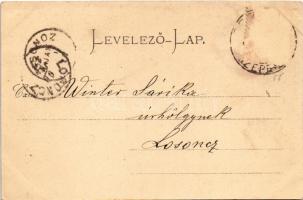 LEVELEZŐ-LAP.
Winter Sárika
úrhölgynek
Losoncz